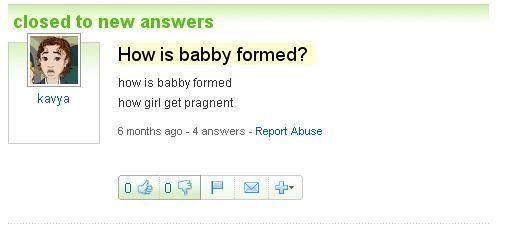 closed to new answers
How is babby formed?
kavya
how is babby formed
how girl get pragnent
6 months ago - 4 answers - Report Abuse
0 0